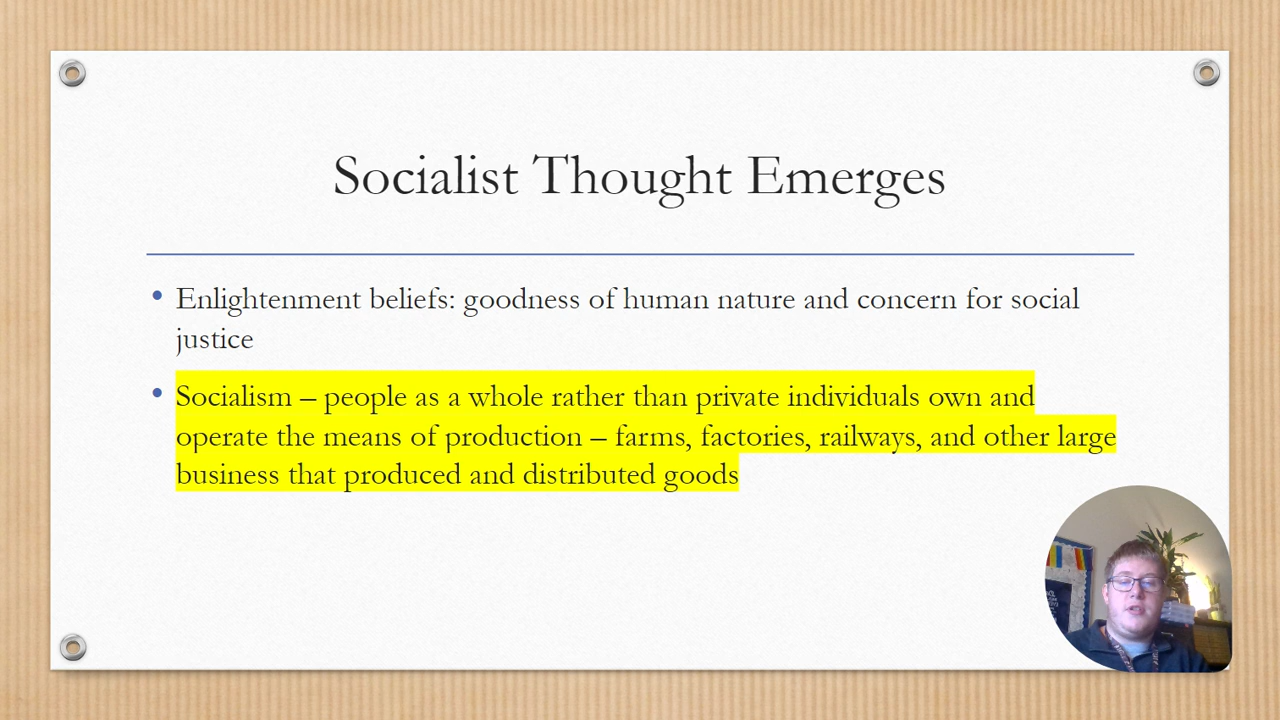 Socialist Thought Emerges
• Enlightenment beliefs: goodness of human nature and concern for social
justice
• Socialism – people as a whole rather than private individuals own and
operate the means of production – farms, factories, railways, and other large
business that produced and distributed goods